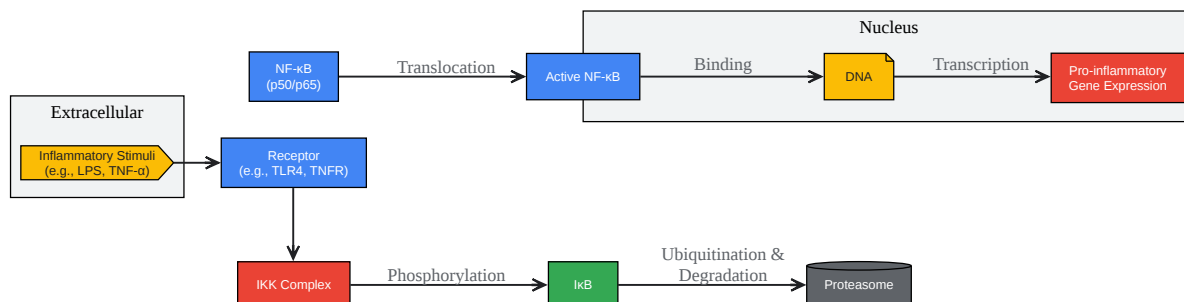 Nucleus
NF-κB
(p50/p65)
Translocation
Active NF-κB
Binding
DNA
Transcription
Pro-inflammatory
Gene Expression
Extracellular
Inflammatory Stimuli
(e.g., LPS, TNF-α)
Receptor
(e.g., TLR4, TNFR)
IKK Complex
Phosphorylation
IκB
Ubiquitination &
Degradation
Proteasome